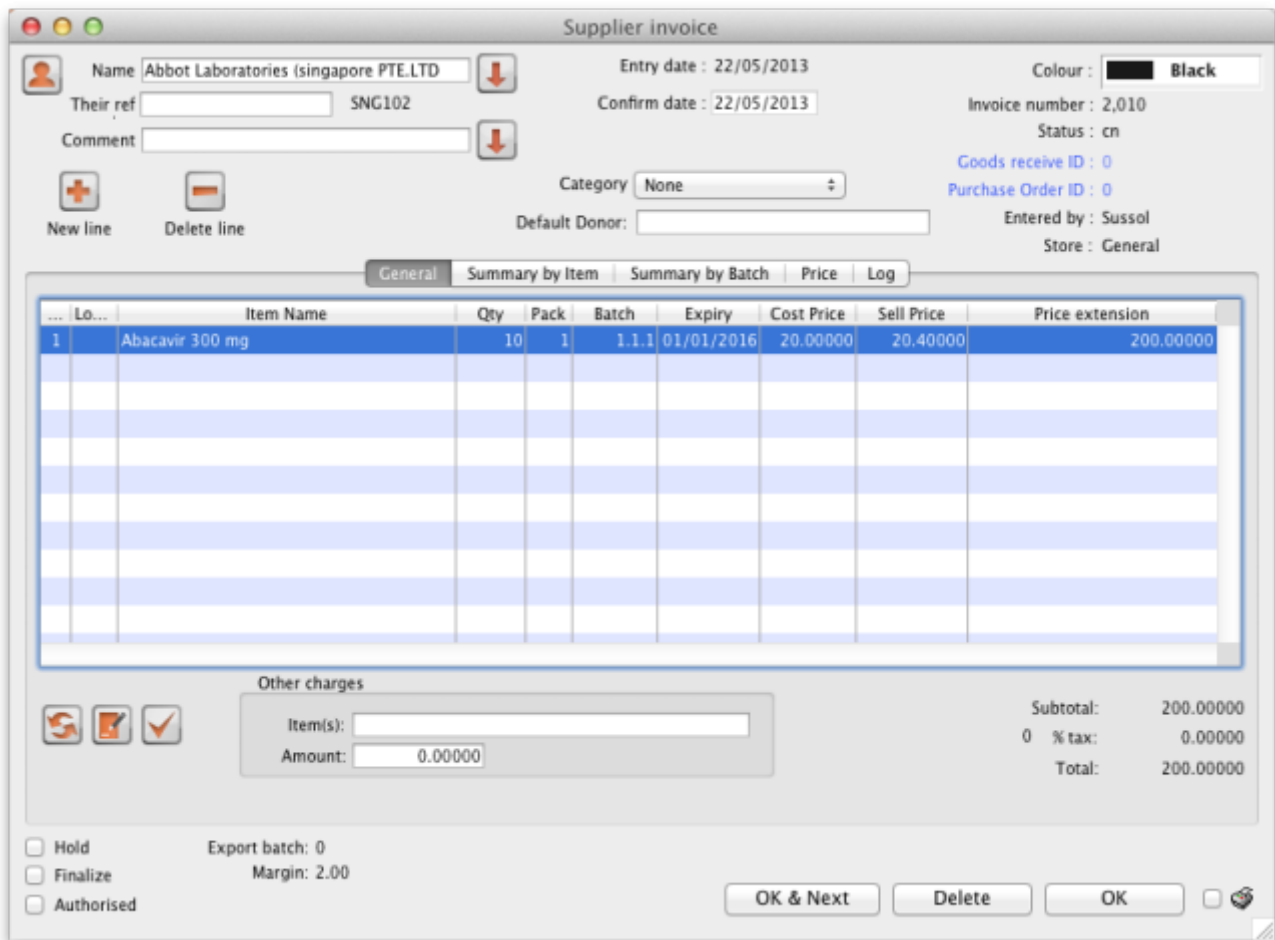 Supplier invoice
Name Abbot Laboratories (singapore PTE.LTD
Entry date : 22/05/2013
Colour : Black
Their ref SNG102
Confirm date : 22/05/2013
Invoice number : 2,010
Comment
Status : cn
Goods receive ID : 0
Category None
Purchase Order ID : 0
New line Delete line
Default Donor:
Entered by : Sussol
Store : General
General Summary by Item Summary by Batch Price Log
... Lo... Item Name Qty Pack Batch Expiry Cost Price Sell Price Price extension
1 Abacavir 300 mg 10 1 1.1.1 01/01/2016 20.00000 20.40000 200.00000
Other charges
Item(s):
Amount: 0.00000
Subtotal: 200.00000
0 % tax: 0.00000
Total: 200.00000
Hold
Export batch: 0
Finalize
Margin: 2.00
Authorised
OK & Next Delete OK